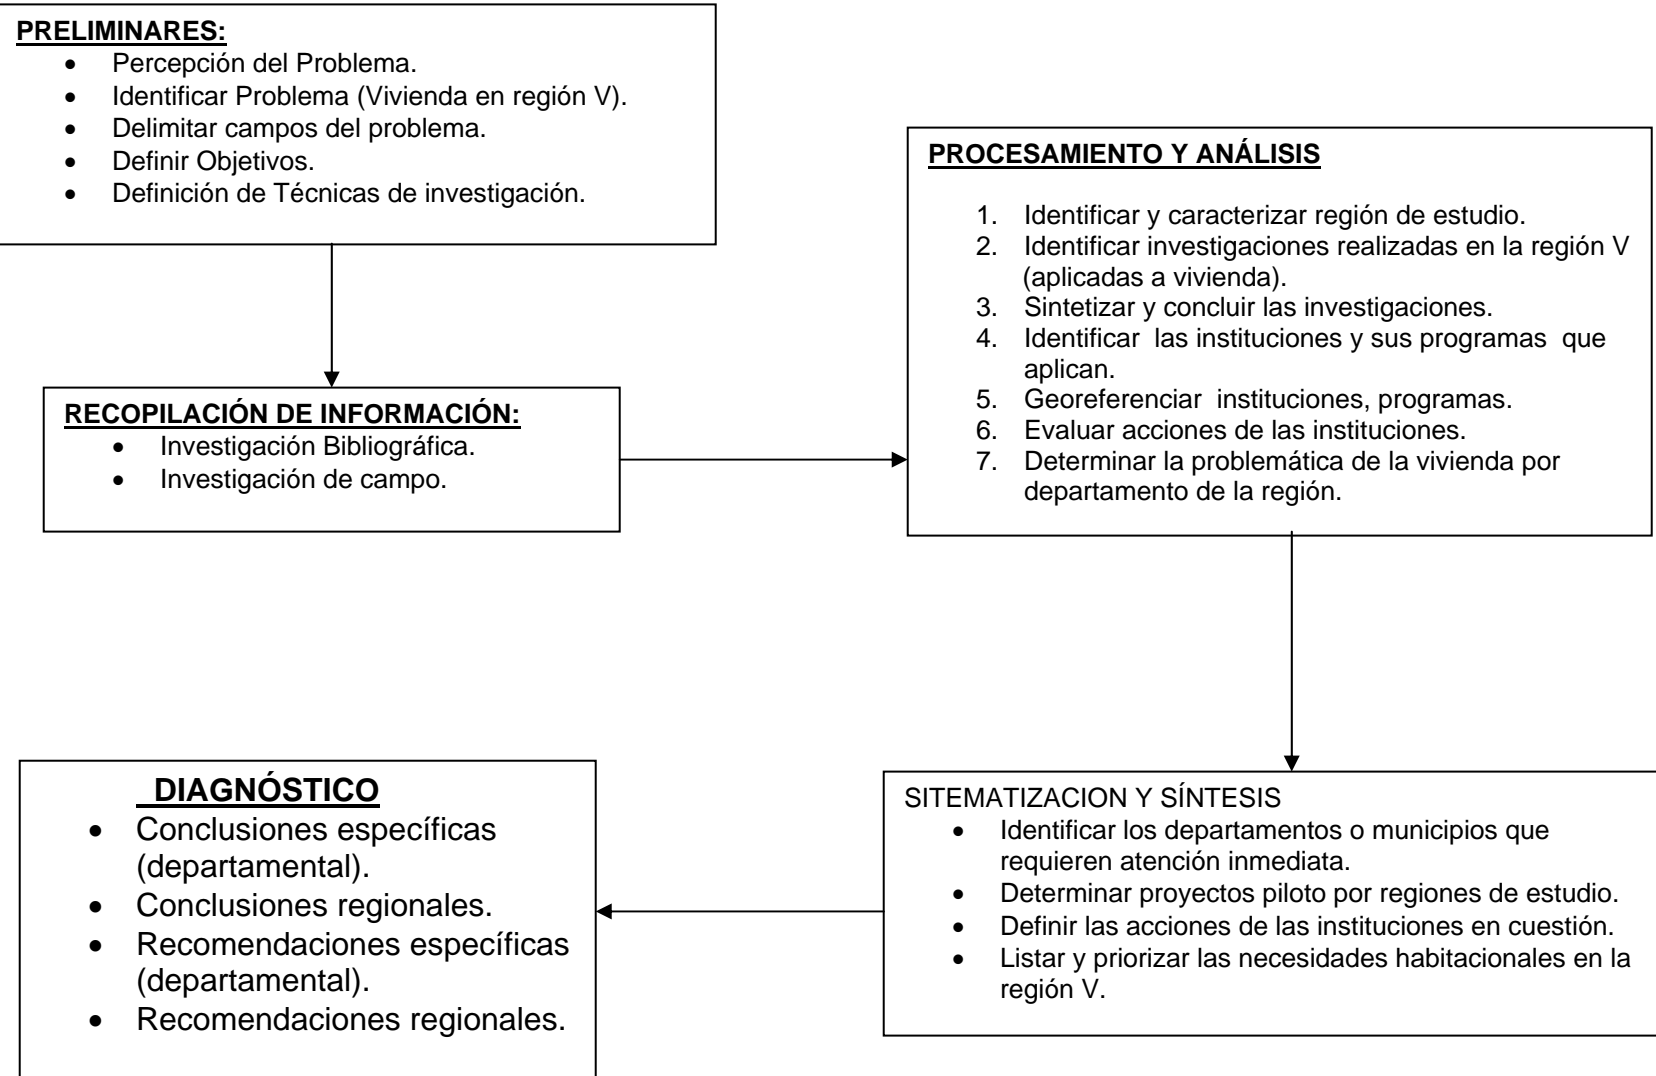 PRELIMINARES:
• Percepción del Problema.
• Identificar Problema (Vivienda en región V).
• Delimitar campos del problema.
• Definir Objetivos.
• Definición de Técnicas de investigación.
RECOPILACIÓN DE INFORMACIÓN:
• Investigación Bibliográfica.
• Investigación de campo.
PROCESAMIENTO Y ANÁLISIS
1. Identificar y caracterizar región de estudio.
2. Identificar investigaciones realizadas en la región V
(aplicadas a vivienda).
3. Sintetizar y concluir las investigaciones.
4. Identificar las instituciones y sus programas que
aplican.
5. Georeferenciar instituciones, programas.
6. Evaluar acciones de las instituciones.
7. Determinar la problemática de la vivienda por
departamento de la región.
SITEMATIZACION Y SÍNTESIS
• Identificar los departamentos o municipios que
requieren atención inmediata.
• Determinar proyectos piloto por regiones de estudio.
• Definir las acciones de las instituciones en cuestión.
• Listar y priorizar las necesidades habitacionales en la
región V.
DIAGNÓSTICO
• Conclusiones específicas
(departamental).
• Conclusiones regionales.
• Recomendaciones específicas
(departamental).
• Recomendaciones regionales.